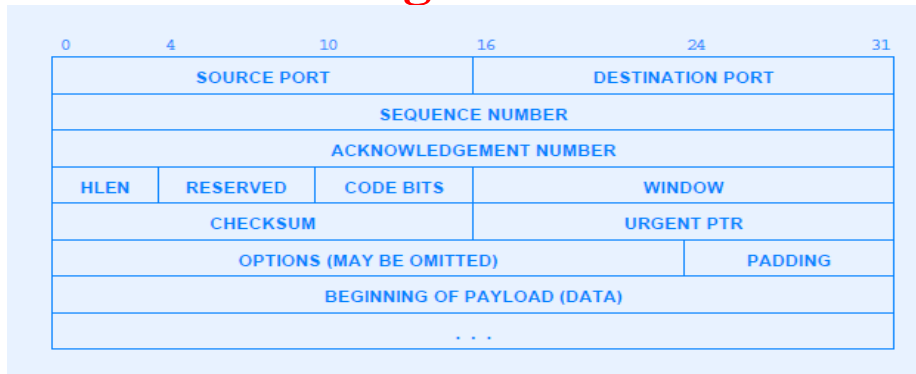 0 4 10 16 24 31
SOURCE PORT DESTINATION PORT
SEQUENCE NUMBER
ACKNOWLEDGEMENT NUMBER
HLEN RESERVED CODE BITS WINDOW
CHECKSUM URGENT PTR
OPTIONS (MAY BE OMITTED) PADDING
BEGINNING OF PAYLOAD (DATA)
. . .